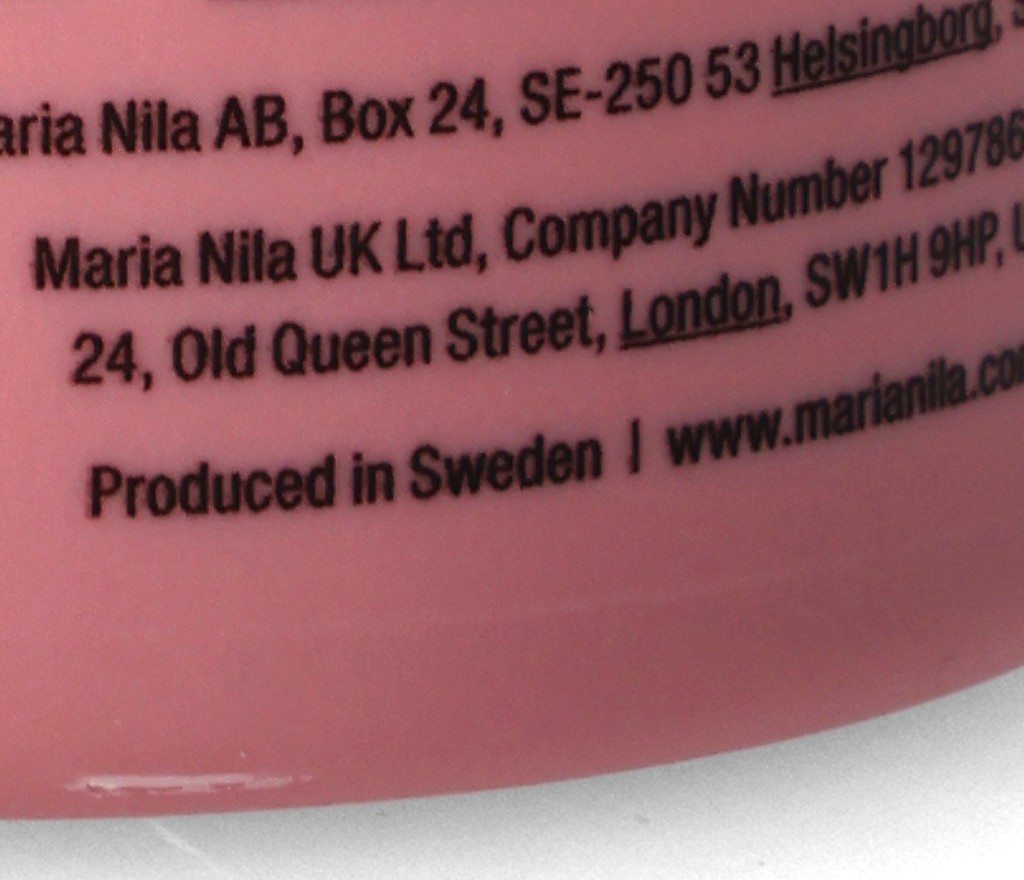 aria Nila AB, Box 24, SE-250 53 Helsingborg,
Maria Nila UK Ltd, Company Number 129786
24, Old Queen Street, London, SW1H 9HP,
Produced in Sweden | www.marianila.co